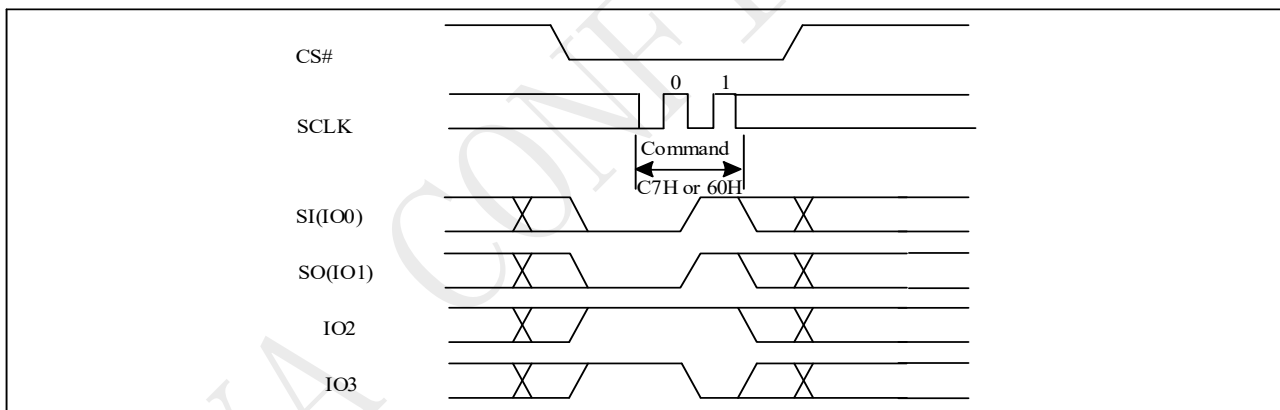 CS#
0 1
SCLK
Command
C7H or 60H
SI(IO0)
SO(IO1)
IO2
IO3